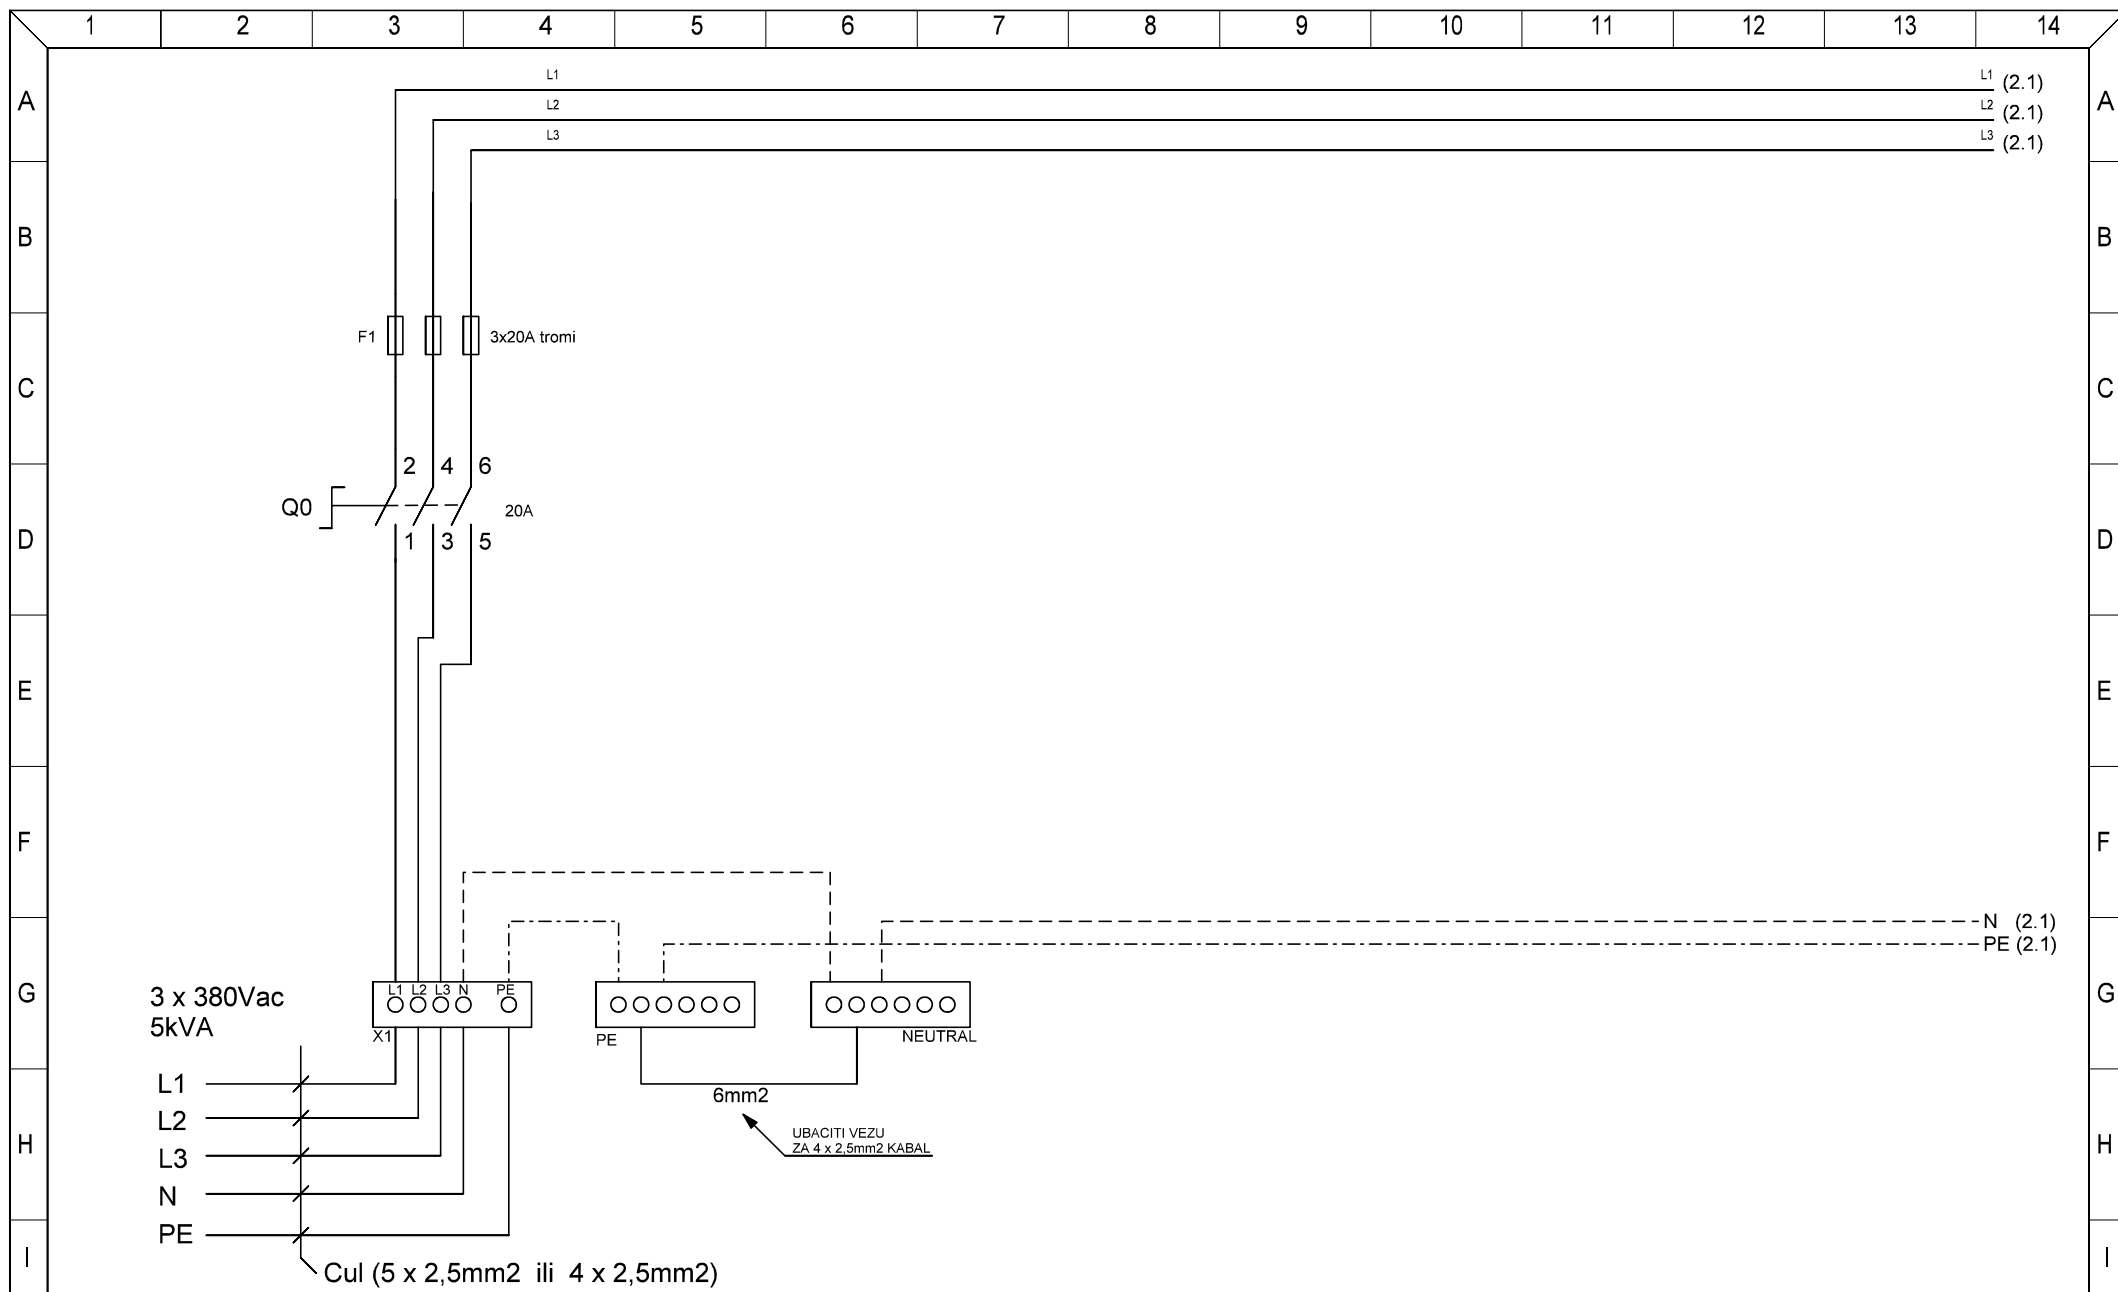 1 2 3 4 5 6 7 8 9 10 11 12 13 14
L1 L1 (2.1)
A A
L2 L2 (2.1)
L3 L3 (2.1)
B B
F1 3x20A tromi
C C
2 4 6
Q0 20A
D 1 3 5 D
E E
F F
N (2.1)
PE (2.1)
L1 L2 L3 N PE
G G
3 x 380Vac
5kVA
X1 PE NEUTRAL
L1
6mm2
L2
UBACITI VEZU
ZA 4 x 2,5mm2 KABAL
H H
L3
N
PE
I I
Cul (5 x 2,5mm2 ili 4 x 2,5mm2)